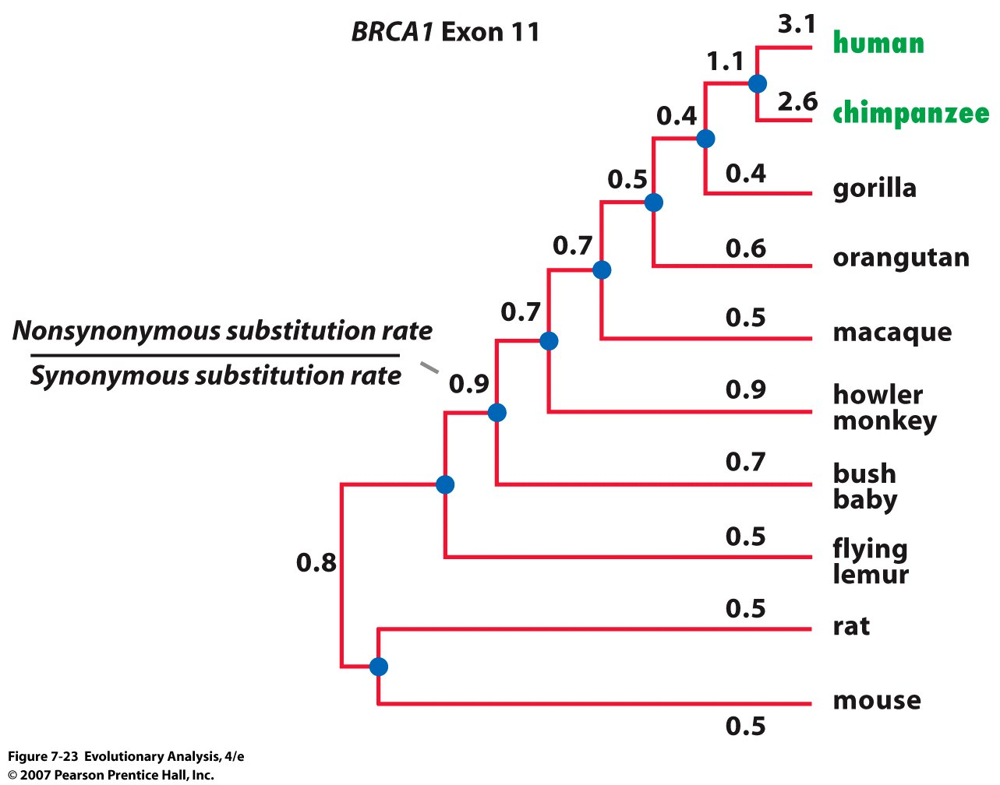 BRCA1 Exon 11
3.1
human
1.1
2.6
chimpanzee
0.4
0.4
gorilla
0.5
0.6
orangutan
0.7
0.5
macaque
0.7
Nonsynonymous substitution rate
Synonymous substitution rate
0.9
0.9
howler
monkey
0.7
bush
baby
0.5
flying
lemur
0.8
0.5
rat
mouse
0.5
Figure 7-23 Evolutionary Analysis, 4/e
© 2007 Pearson Prentice Hall, Inc.